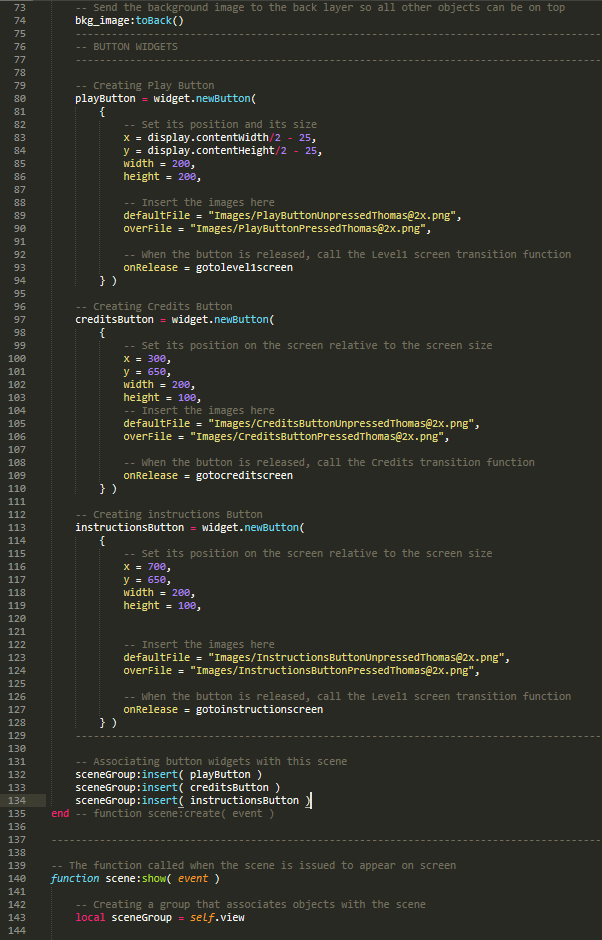 73 -- Send the background image to the back layer so all other objects can be on top
74 bkg_image:toBack()
75 --------------------------------------------------------------------------------------
76 -- BUTTON WIDGETS
77 --------------------------------------------------------------------------------------
78
79 -- Creating Play Button
80 playButton = widget.newButton(
81 {
82 -- Set its position and its size
83 x = display.contentWidth/2 - 25,
84 y = display.contentHeight/2 - 25,
85 width = 200,
86 height = 200,
87
88 -- Insert the images here
89 defaultFile = "Images/PlayButtonUnpressedThomas@2x.png",
90 overFile = "Images/PlayButtonPressedThomas@2x.png",
91
92 -- When the button is released, call the Level1 screen transition function
93 onRelease = gotolevel1screen
94 } )
95
96 -- Creating Credits Button
97 creditsButton = widget.newButton(
98 {
99 -- Set its position on the screen relative to the screen size
100 x = 300,
101 y = 650,
102 width = 200,
103 height = 100,
104 -- Insert the images here
105 defaultFile = "Images/CreditsButtonUnpressedThomas@2x.png",
106 overFile = "Images/CreditsButtonPressedThomas@2x.png",
107
108 -- When the button is released, call the Credits transition function
109 onRelease = gotocreditscreen
110 } )
111
112 -- Creating instructions Button
113 instructionsButton = widget.newButton(
114 {
115 -- Set its position on the screen relative to the screen size
116 x = 700,
117 y = 650,
118 width = 200,
119 height = 100,
120
121
122 -- Insert the images here
123 defaultFile = "Images/InstructionsButtonUnpressedThomas@2x.png",
124 overFile = "Images/InstructionsButtonPressedThomas@2x.png",
125
126 -- When the button is released, call the Level1 screen transition function
127 onRelease = gotoinstructionscreen
128 } )
129 --------------------------------------------------------------------------------------
130
131 -- Associating button widgets with this scene
132 sceneGroup:insert( playButton )
133 sceneGroup:insert( creditsButton )
134 sceneGroup:insert( instructionsButton )
135 end -- function scene:create( event )
136
137 ------------------------------------------------------------------------------------------
138
139 -- The function called when the scene is issued to appear on screen
140 function scene:show( event )
141
142 -- Creating a group that associates objects with the scene
143 local sceneGroup = self.view
144